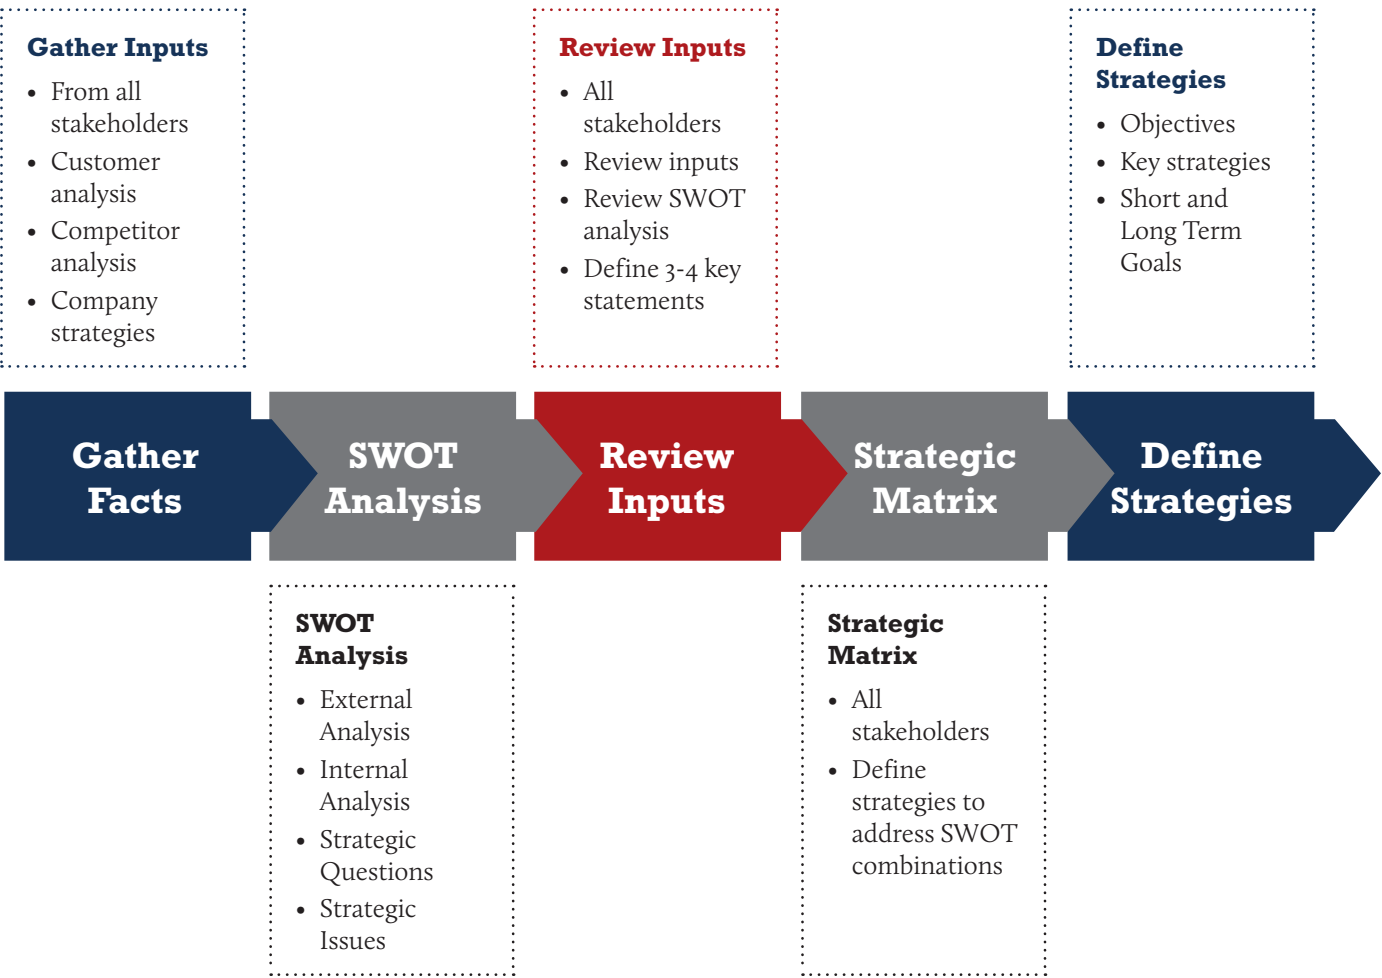 Gather Inputs
• From all
stakeholders
• Customer
analysis
• Competitor
analysis
• Company
strategies
Review Inputs
• All
stakeholders
• Review inputs
• Review SWOT
analysis
• Define 3-4 key
statements
Define
Strategies
• Objectives
• Key strategies
• Short and
Long Term
Goals
Gather
Facts
SWOT
Analysis
Review
Inputs
Strategic
Matrix
Define
Strategies
SWOT
Analysis
• External
Analysis
• Internal
Analysis
• Strategic
Questions
• Strategic
Issues
Strategic
Matrix
• All
stakeholders
• Define
strategies to
address SWOT
combinations